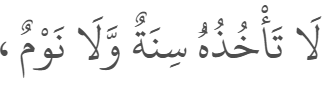 لَا تَأْخُذُهُ سِنَةٌ وَّلَا نَوْمٌ ،